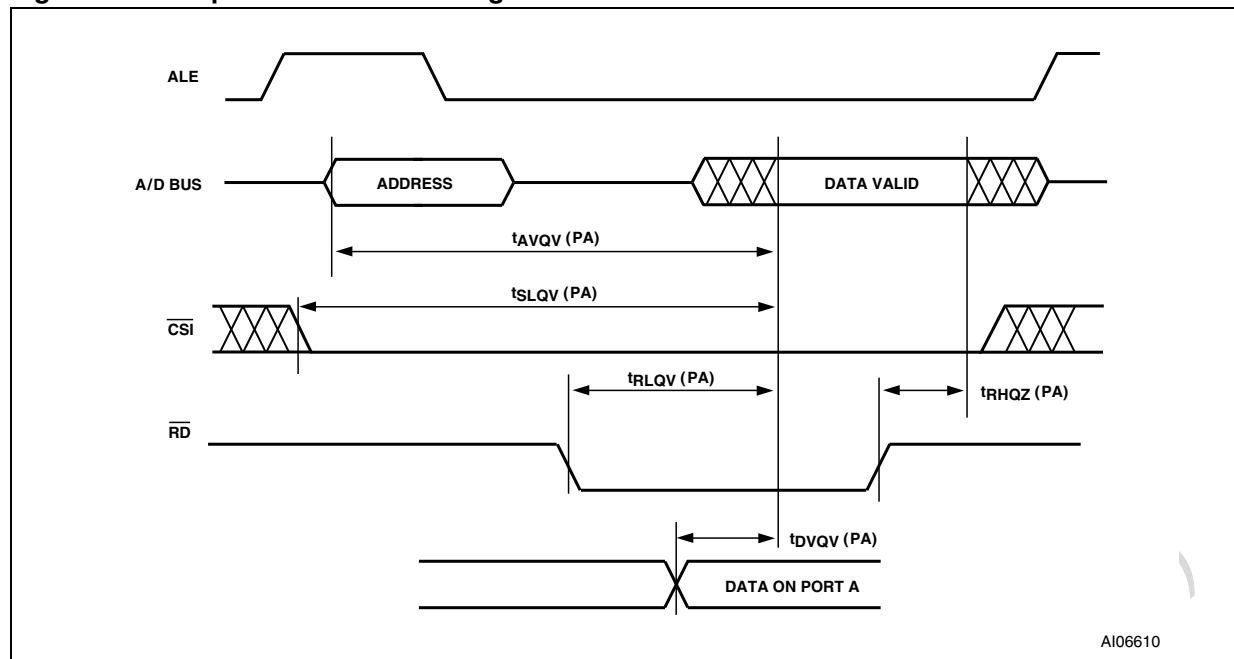 ALE
A/D BUS
ADDRESS
DATA VALID
tAVQV (PA)
tSLQV (PA)
CSI
tRLQV (PA)
tRHQZ (PA)
RD
tDVQV (PA)
DATA ON PORT A
AI06610